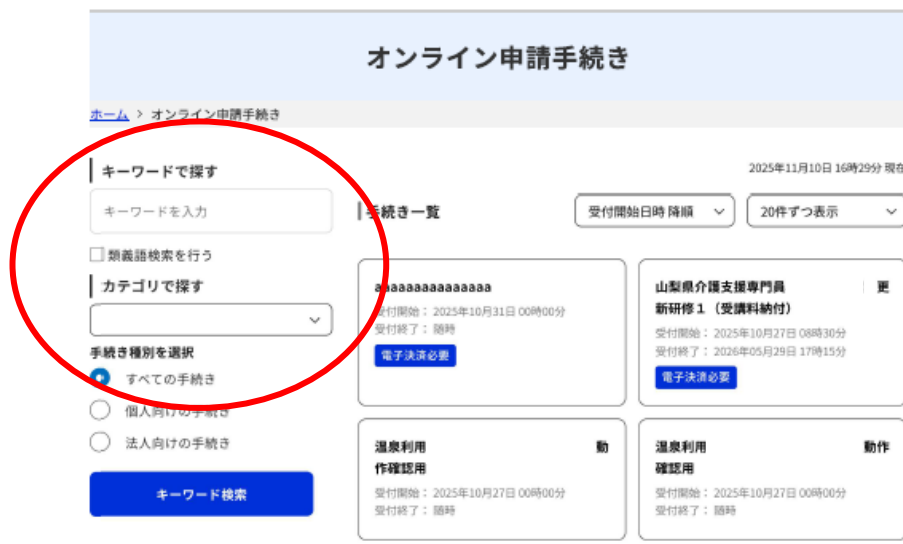 オンライン申請手続き
ホーム > オンライン申請手続き
キーワードで探す
キーワードを入力
類義語検索を行う
カテゴリで探す
手続き種別を選択
すべての手続き
個人向けの手続き
法人向けの手続き
キーワード検索
2025年11月10日 16時29分 現在
手続き一覧
受付開始日時 降順
20件ずつ表示
aaaaaaaaaaaaaaa
受付開始： 2025年10月31日 00時00分
受付終了： 随時
電子決済必要
山梨県介護支援専門員 更
新研修１（受講料納付）
受付開始： 2025年10月27日 08時30分
受付終了： 2026年05月29日 17時15分
電子決済必要
温泉利用 動
作確認用
受付開始： 2025年10月27日 00時00分
受付終了： 随時
温泉利用 動作
確認用
受付開始： 2025年10月27日 00時00分
受付終了： 随時